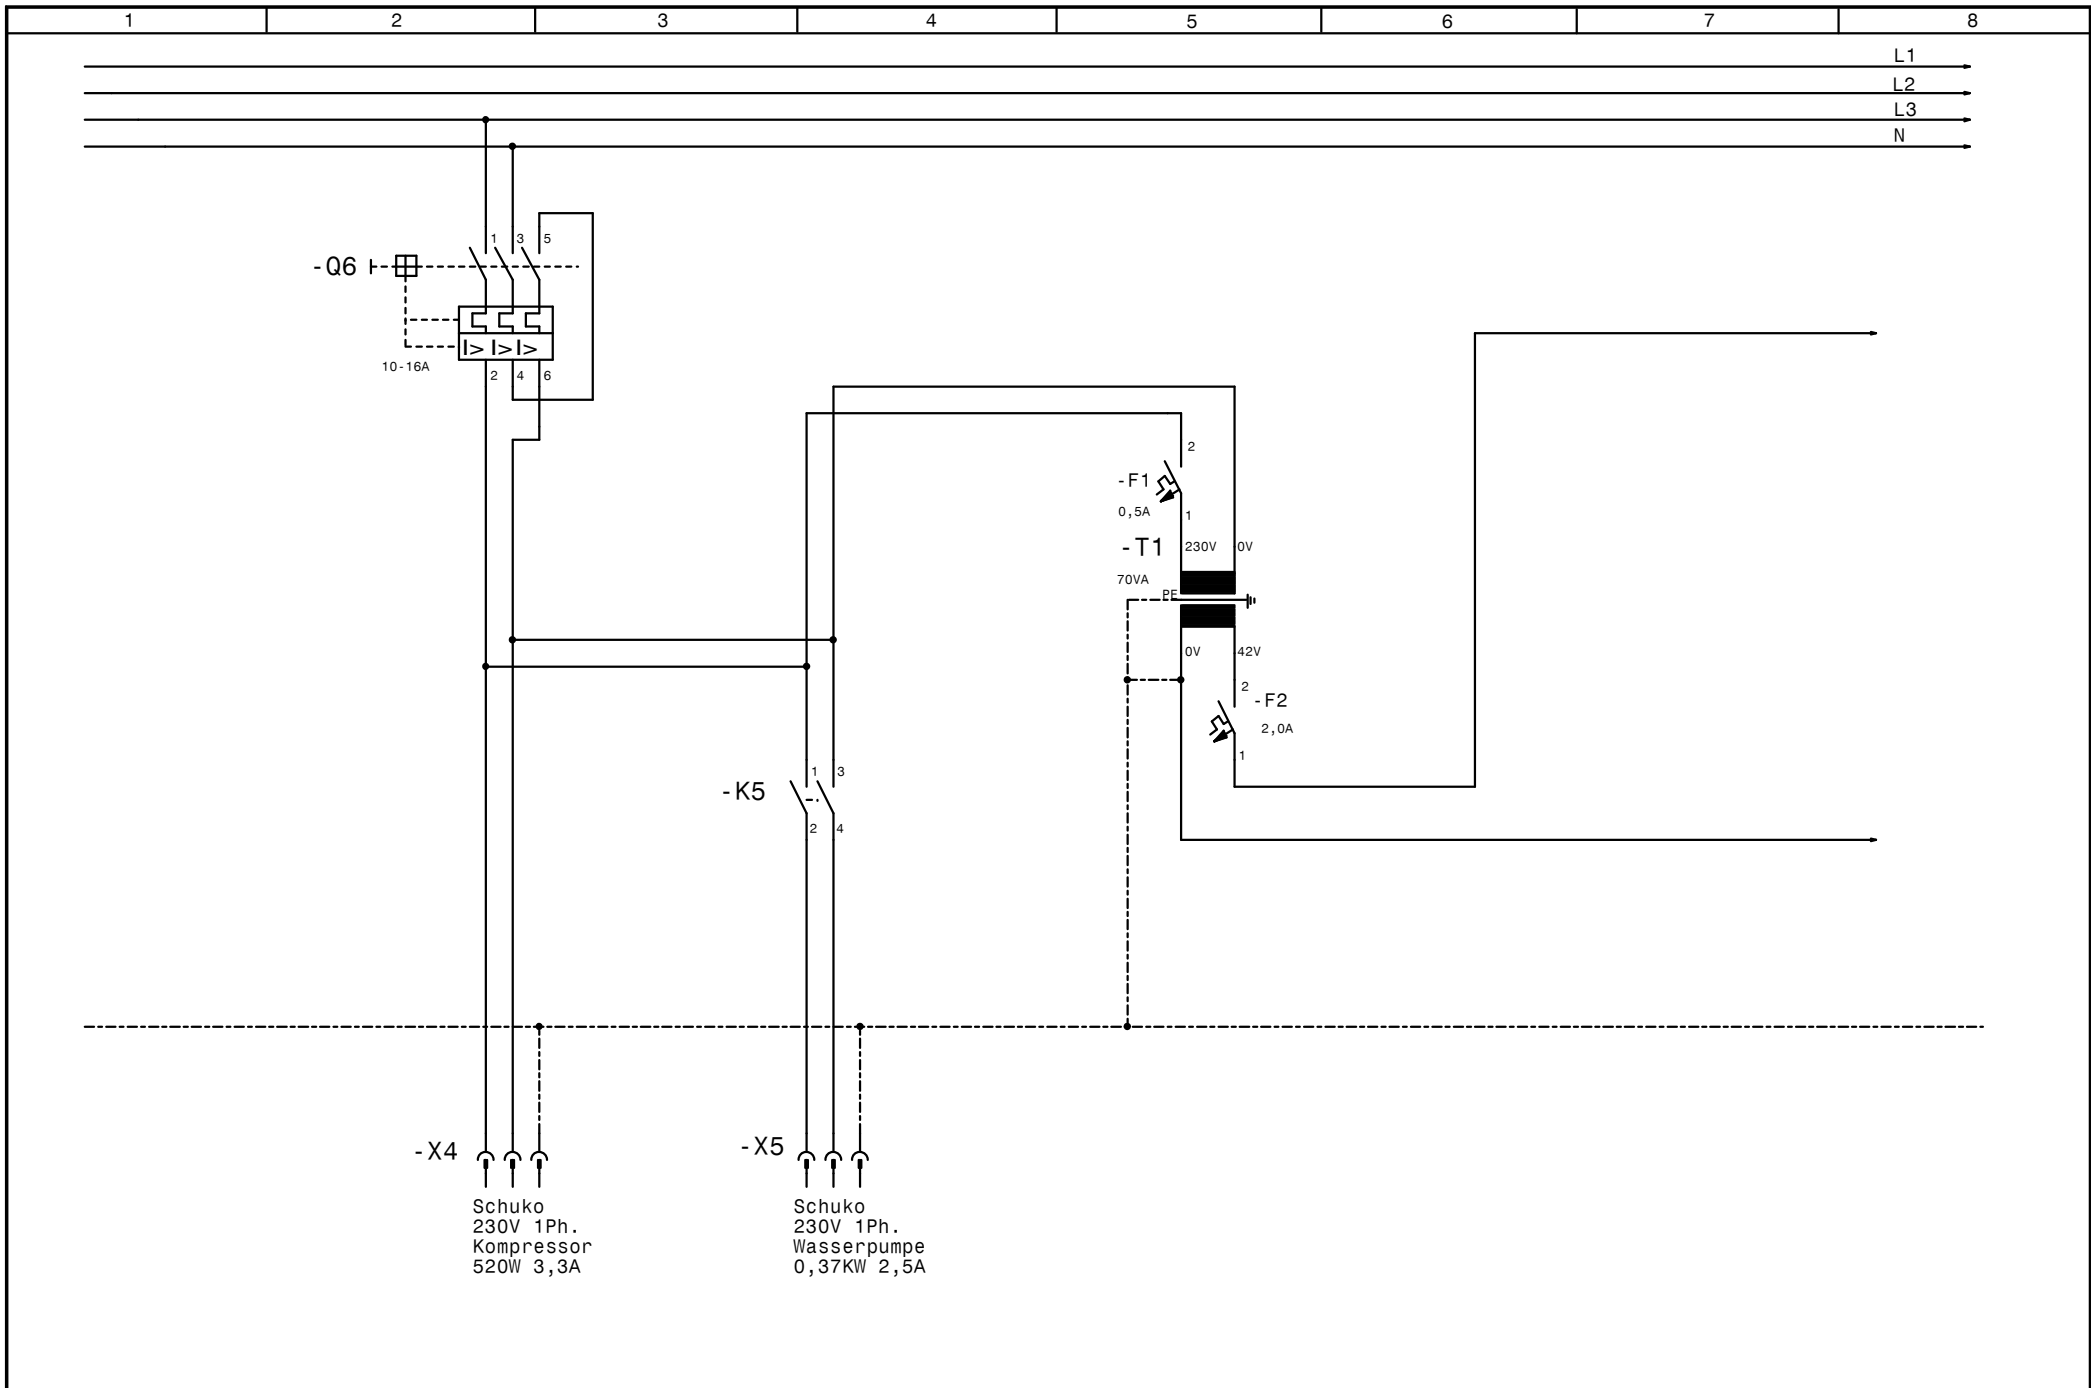 1 2 3 4 5 6 7 8
L1
L2
L3
N
1 3 5
-Q6
I> I> I>
10-16A
2 4 6
2
-F1
0,5A
1
-T1
230V 0V
70VA
PE
0V 42V
2
-F2
2,0A
1
1 3
-K5
2 4
-X4
-X5
Schuko
230V 1Ph.
Kompressor
520W 3,3A
Schuko
230V 1Ph.
Wasserpumpe
0,37KW 2,5A